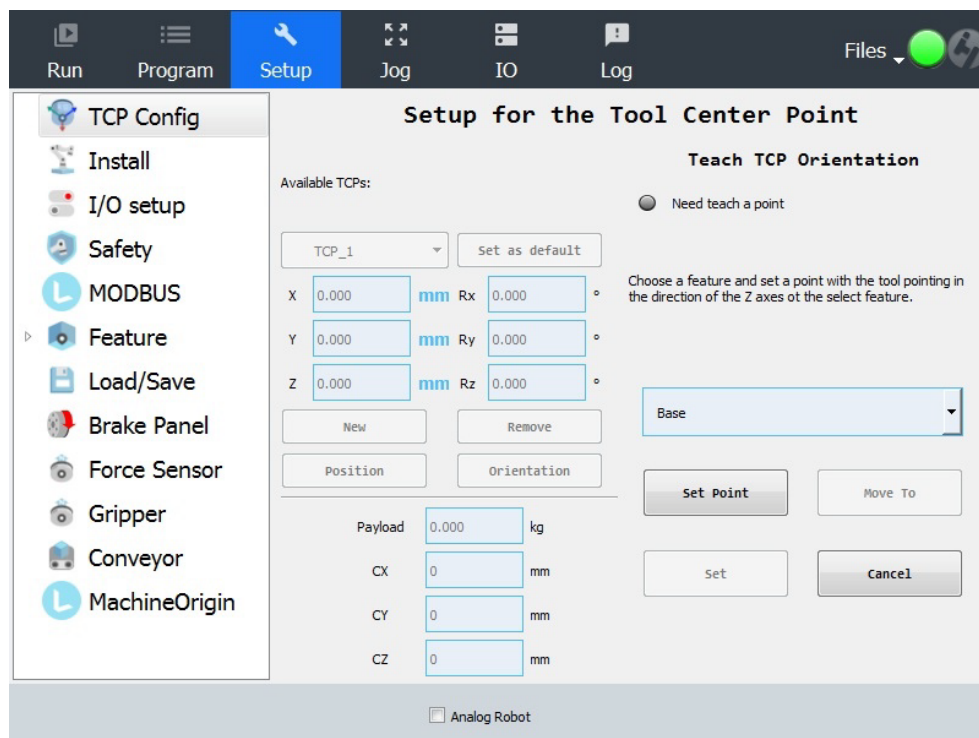 Run
Program
Setup
Jog
IO
Log
Files
TCP Config
Install
I/O setup
Safety
L MODBUS
Feature
Load/Save
Brake Panel
Force Sensor
Gripper
Conveyor
L MachineOrigin
Setup for the Tool Center Point
Available TCPs:
TCP_1
Set as default
X 0.000 mm Rx 0.000 °
Y 0.000 mm Ry 0.000 °
Z 0.000 mm Rz 0.000 °
New
Remove
Position
Orientation
Payload 0.000 kg
CX 0 mm
CY 0 mm
CZ 0 mm
Teach TCP Orientation
Need teach a point
Choose a feature and set a point with the tool pointing in
the direction of the Z axes ot the select feature.
Base
Set Point
Move To
Set
Cancel
Analog Robot